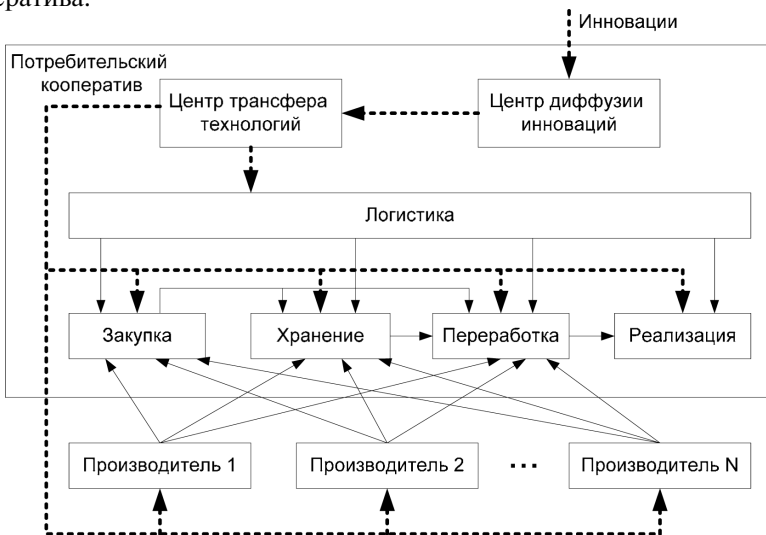 ератива.
Инновации
Потребительский
кооператив
Центр трансфера
технологий
Центр диффузии
инноваций
Логистика
Закупка
Хранение
Переработка
Реализация
Производитель 1
Производитель 2
...
Производитель N